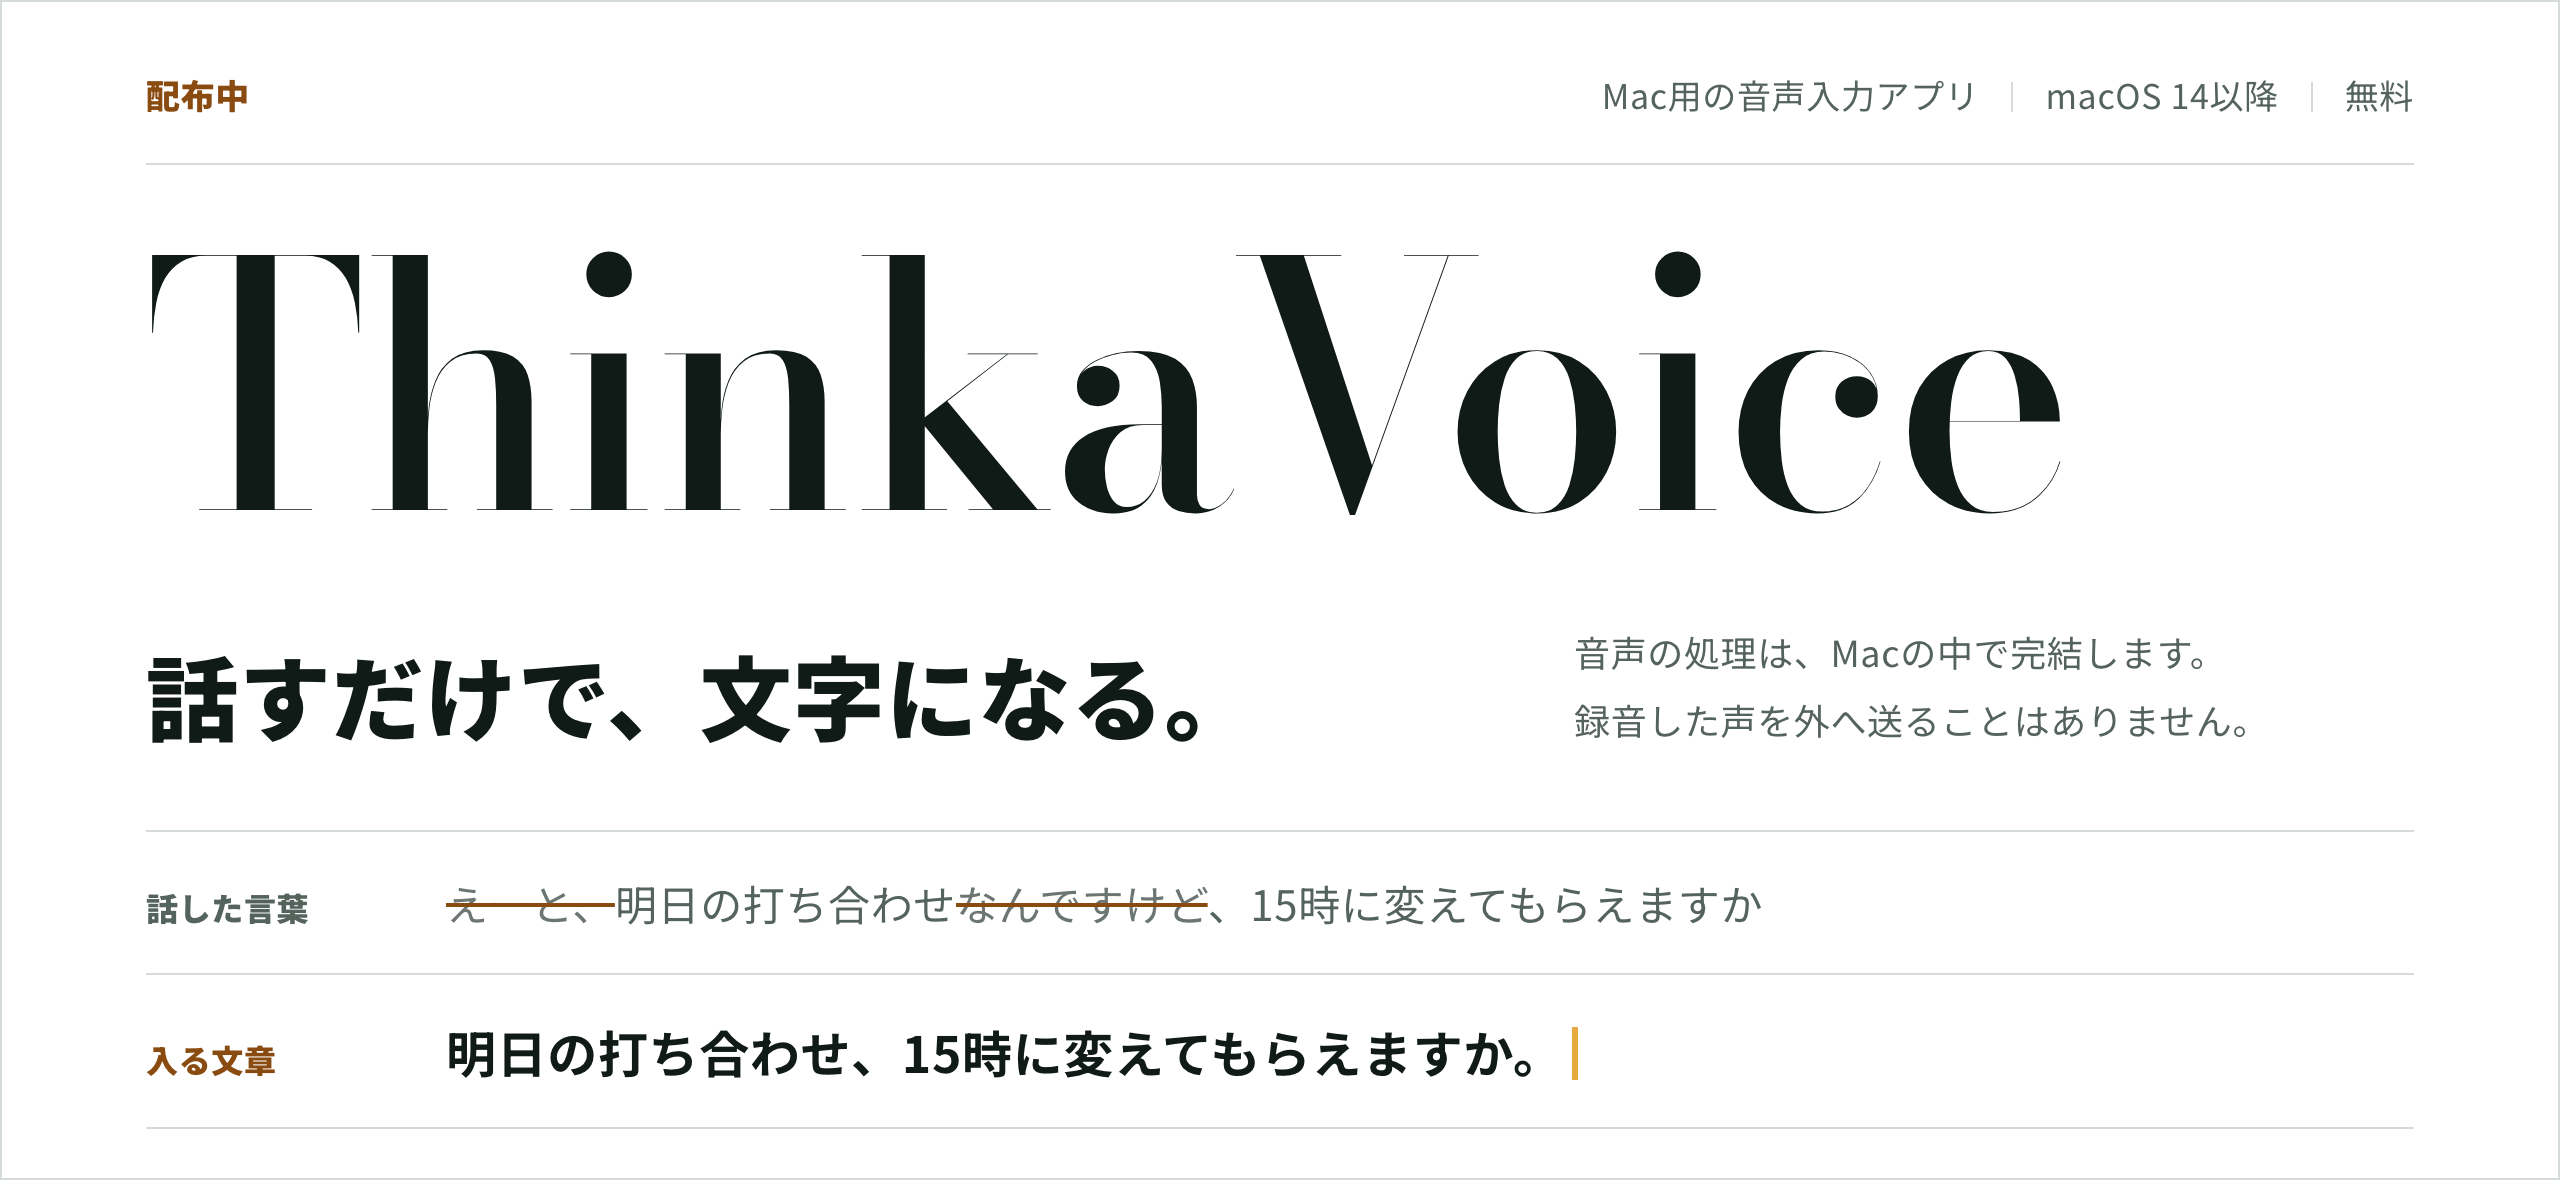 配布中
Mac用の音声入力アプリ | macOS 14以降 | 無料
ThinkaVoice
話すだけで、文字になる。
音声の処理は、Macの中で完結します。
録音した声を外へ送ることはありません。
話した言葉
えーと、明日の打ち合わせなんですけど、15時に変えてもらえますか
入る文章
明日の打ち合わせ、15時に変えてもらえますか。